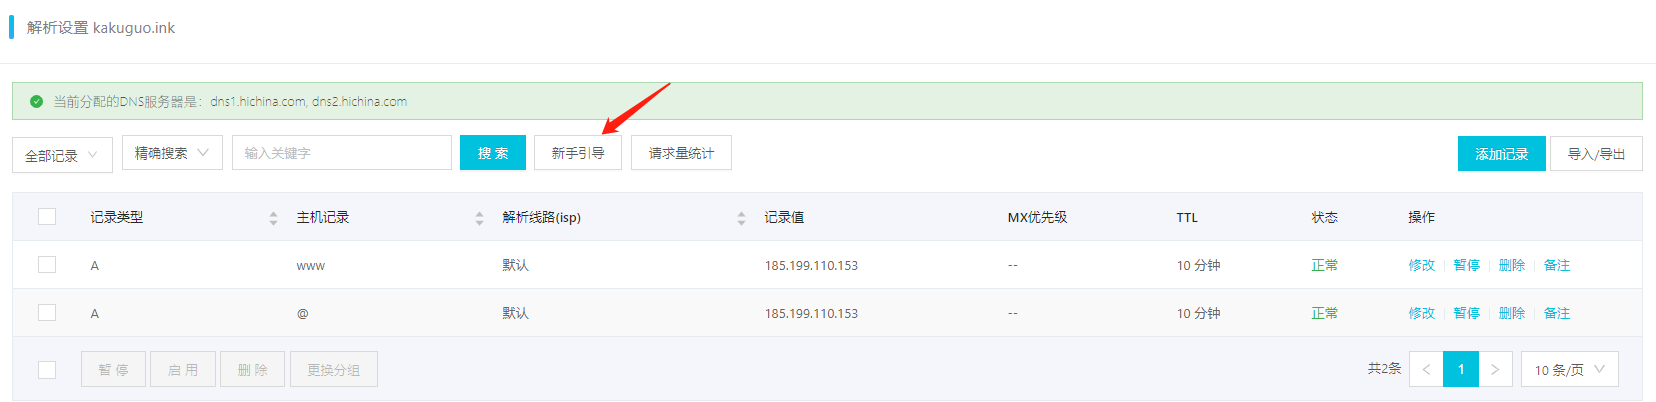 解析设置 kakuguo.ink
当前分配的DNS服务器是： dns1.hichina.com, dns2.hichina.com
全部记录 精确搜索 输入关键字 搜 索 新手引导 请求量统计 添加记录 导入/导出
记录类型 主机记录 解析线路(isp) 记录值 MX优先级 TTL 状态 操作
A www 默认 185.199.110.153 -- 10 分钟 正常 修改 暂停 删除 备注
A @ 默认 185.199.110.153 -- 10 分钟 正常 修改 暂停 删除 备注
暂 停 启 用 删 除 更换分组 共2条 < 1 > 10 条/页